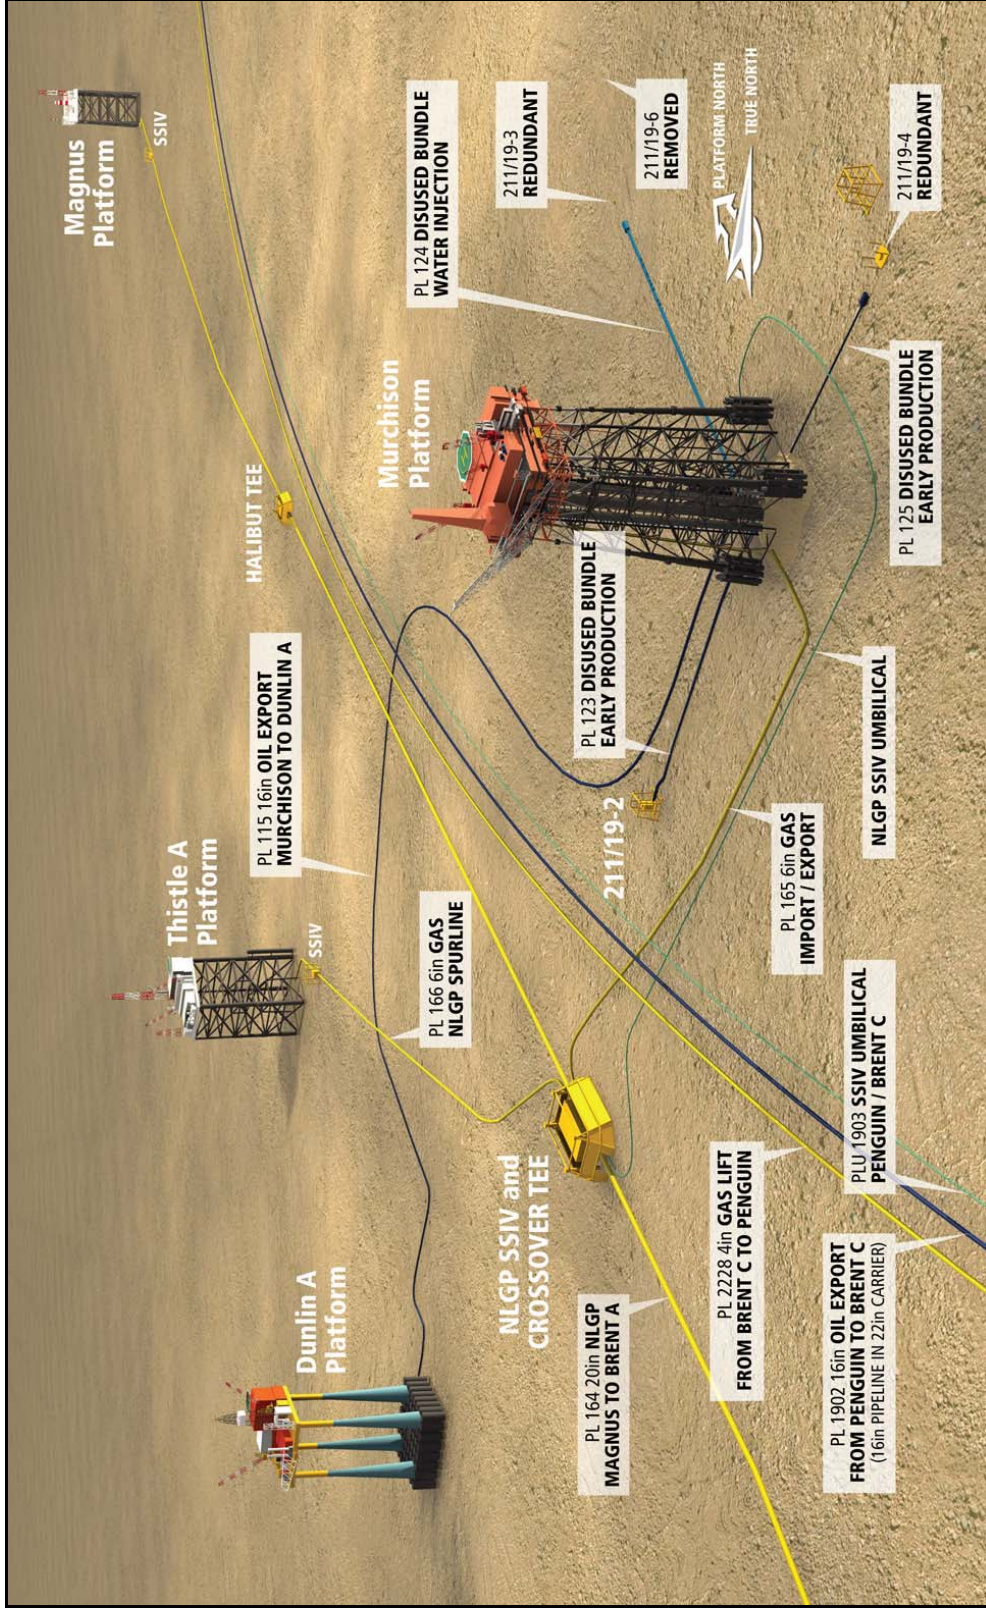 Magnus
Platform
SSIV
HALIBUT TEE
Thistle A
Platform
SSIV
PL 115 16in OIL EXPORT
MURCHISON TO DUNLIN A
PL 166 6in GAS
NLGP SPURLINE
Dunlin A
Platform
NLGP SSIV and
CROSSOVER TEE
Murchison
Platform
PL 124 DISUSED BUNDLE
WATER INJECTION
211/19-3
REDUNDANT
211/19-6
REMOVED
PLATFORM NORTH
TRUE NORTH
211/19-4
REDUNDANT
PL 125 DISUSED BUNDLE
EARLY PRODUCTION
PL 123 DISUSED BUNDLE
EARLY PRODUCTION
211/19-2
NLGP SSIV UMBILICAL
PL 165 6in GAS
IMPORT / EXPORT
PLU1903 SSIV UMBILICAL
PENGUIN / BRENT C
PL 2228 4in GAS LIFT
FROM BRENT C TO PENGUIN
PL 164 20in NLGP
MAGNUS TO BRENT A
PL 1902 16in OIL EXPORT
FROM PENGUIN TO BRENT C
(16in PIPELINE IN 22in CARRIER)